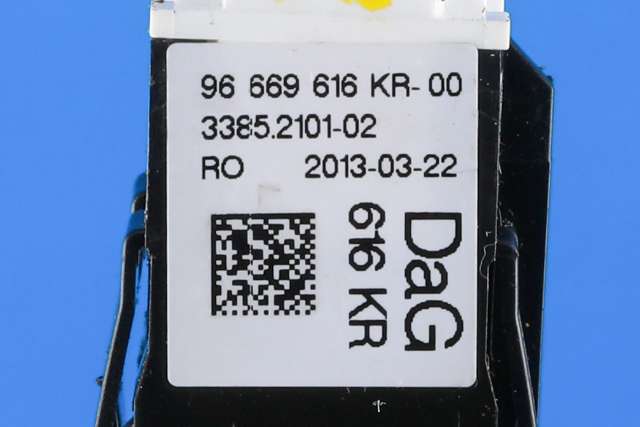 96 669 616 KR-00
3385.2101-02
RO 2013-03-22
DaG
616 KR